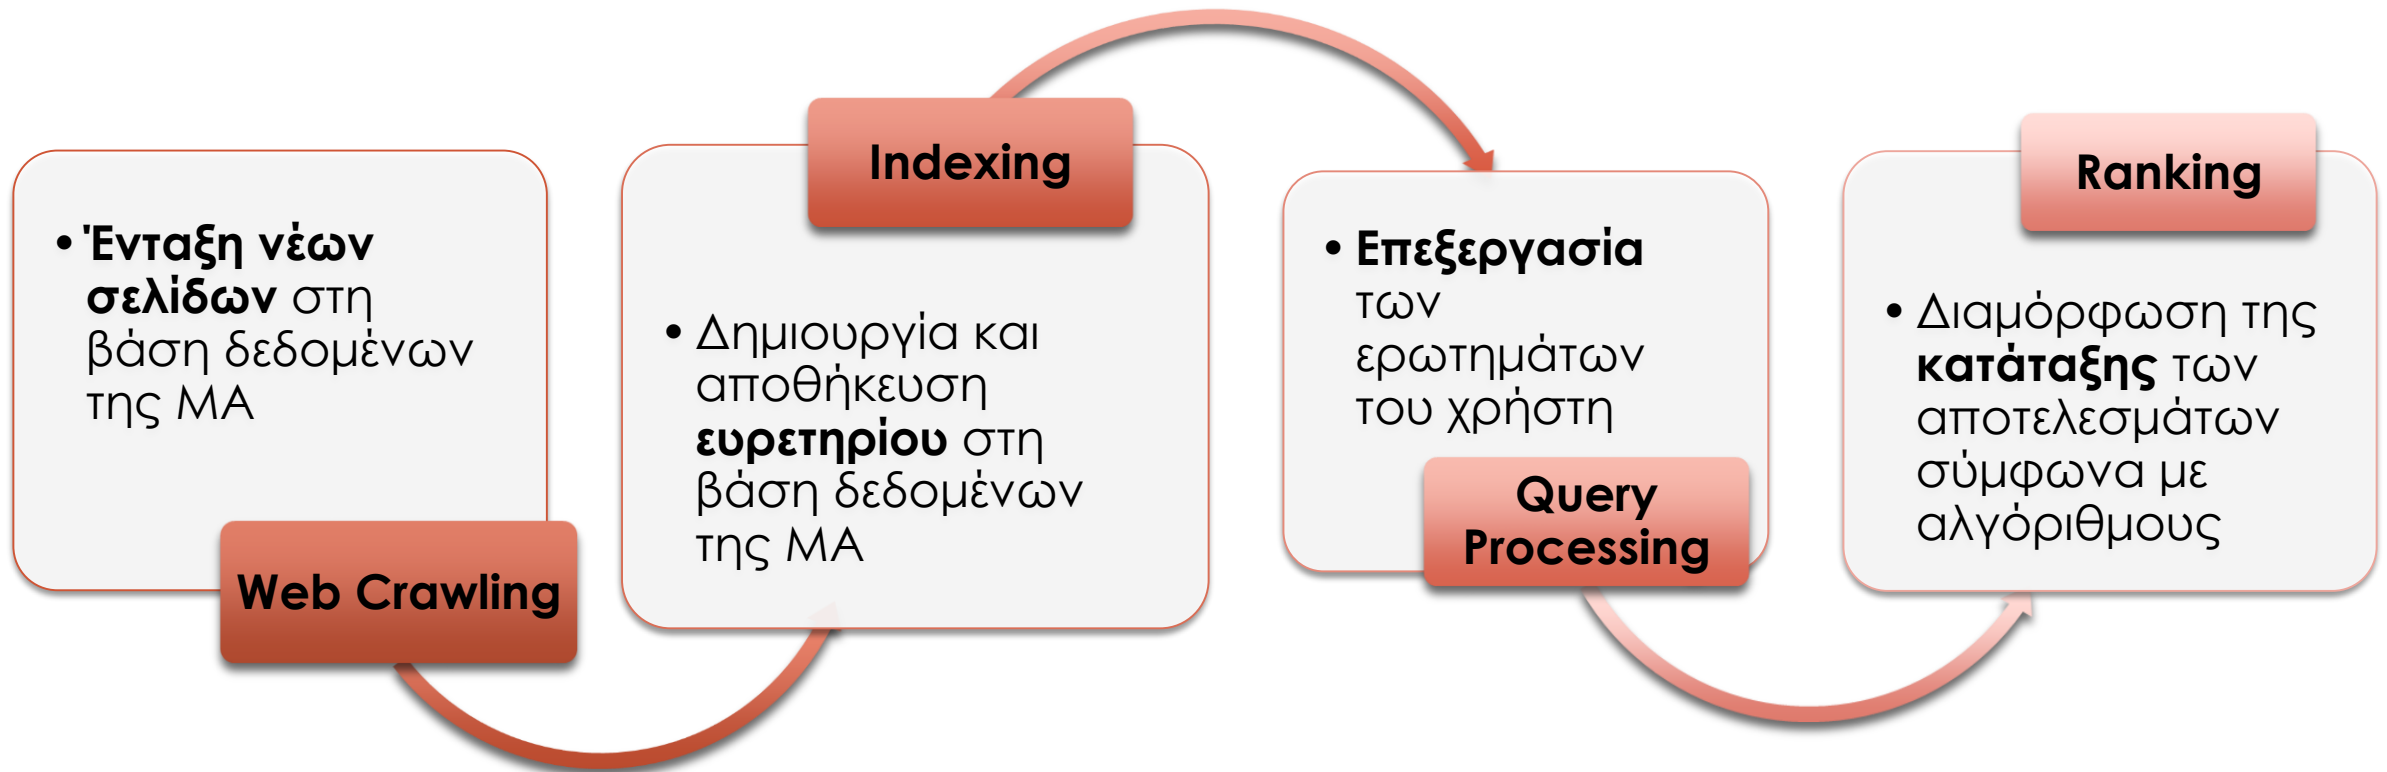 • Ένταξη νέων
σελίδων στη
βάση δεδομένων
της ΜΑ
Web Crawling
Indexing
• Δημιουργία και
αποθήκευση
ευρετηρίου στη
βάση δεδομένων
της ΜΑ
• Επεξεργασία
των
ερωτημάτων
του χρήστη
Query
Processing
Ranking
• Διαμόρφωση της
κατάταξης των
αποτελεσμάτων
σύμφωνα με
αλγόριθμους